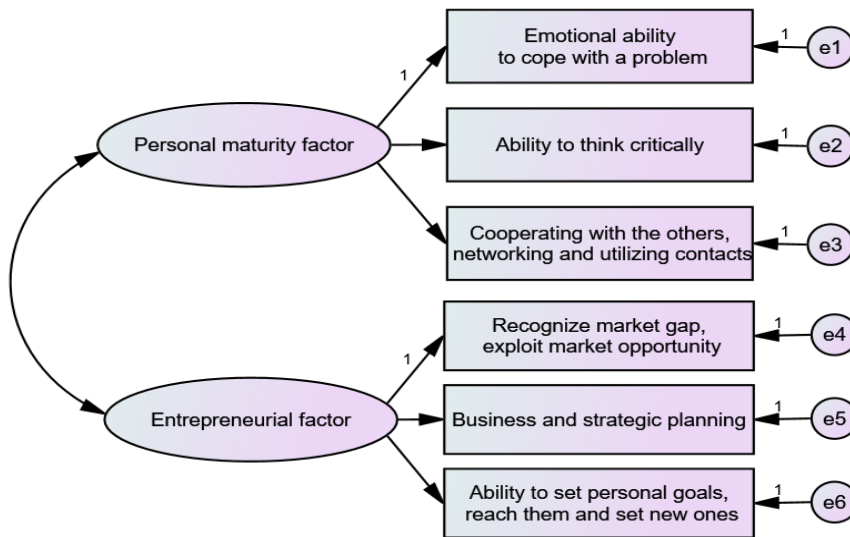 Emotional ability
to cope with a problem
1
e1
1
Personal maturity factor
Ability to think critically
1
e2
Cooperating with the others,
networking and utilizing contacts
1
e3
Recognize market gap,
exploit market opportunity
1
e4
1
Entrepreneurial factor
Business and strategic planning
1
e5
Ability to set personal goals,
reach them and set new ones
1
e6